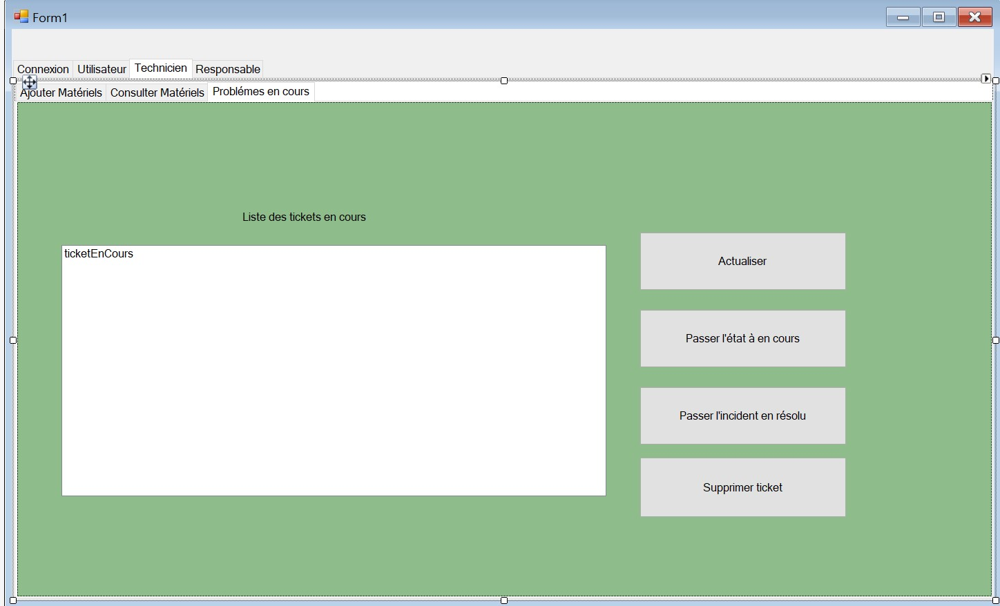 Form1
Connexion Utilisateur Technicien Responsable
Ajouter Matériels Consulter Matériels Problémes en cours
Liste des tickets en cours
ticketEnCours
Actualiser
Passer l'état à en cours
Passer l'incident en résolu
Supprimer ticket